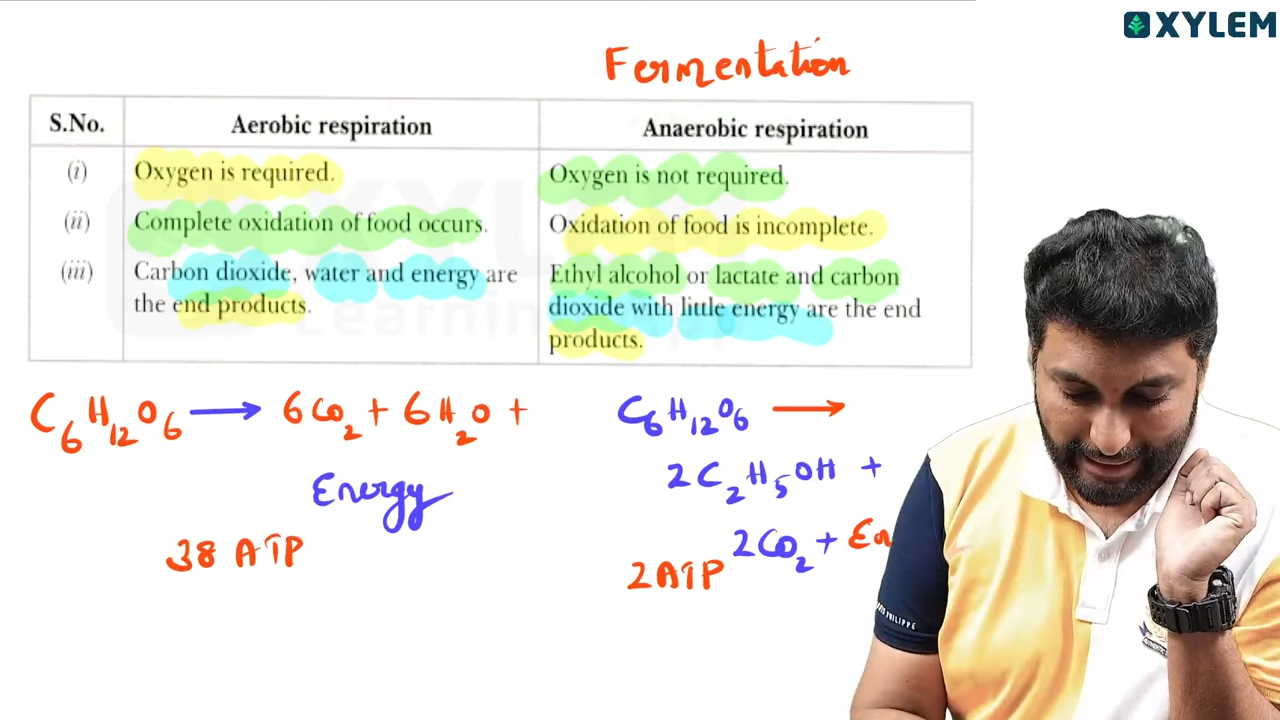 XYLEM
Fermentation
S.No. Aerobic respiration Anaerobic respiration
(i) Oxygen is required. Oxygen is not required.
(ii) Complete oxidation of food occurs. Oxidation of food is incomplete.
(iii) Carbon dioxide, water and energy are Ethyl alcohol or lactate and carbon
the end products. dioxide with little energy are the end
products.
C6H12O6 → 6CO2 + 6H2O +
Energy
38 ATP
C6H12O6 →
2C2H5OH +
2CO2 + En
2ATP
PHILIPPE